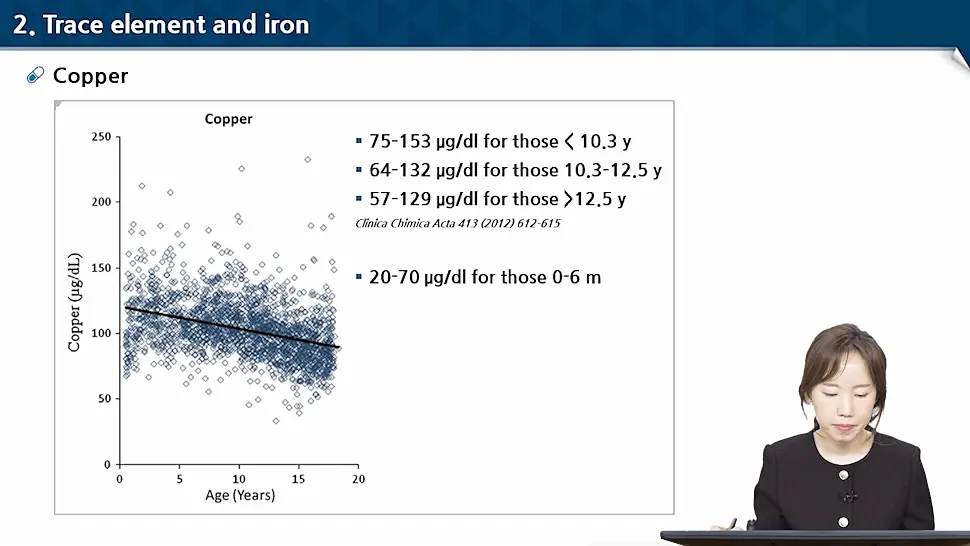 2. Trace element and iron
Copper
Copper
250
200
150
100
50
0
Copper (µg/dL)
0 5 10 15 20
Age (Years)
75-153 µg/dl for those < 10.3 y
64-132 µg/dl for those 10.3-12.5 y
57-129 µg/dl for those >12.5 y
Clinica Chimica Acta 413 (2012) 612-615
20-70 µg/dl for those 0-6 m